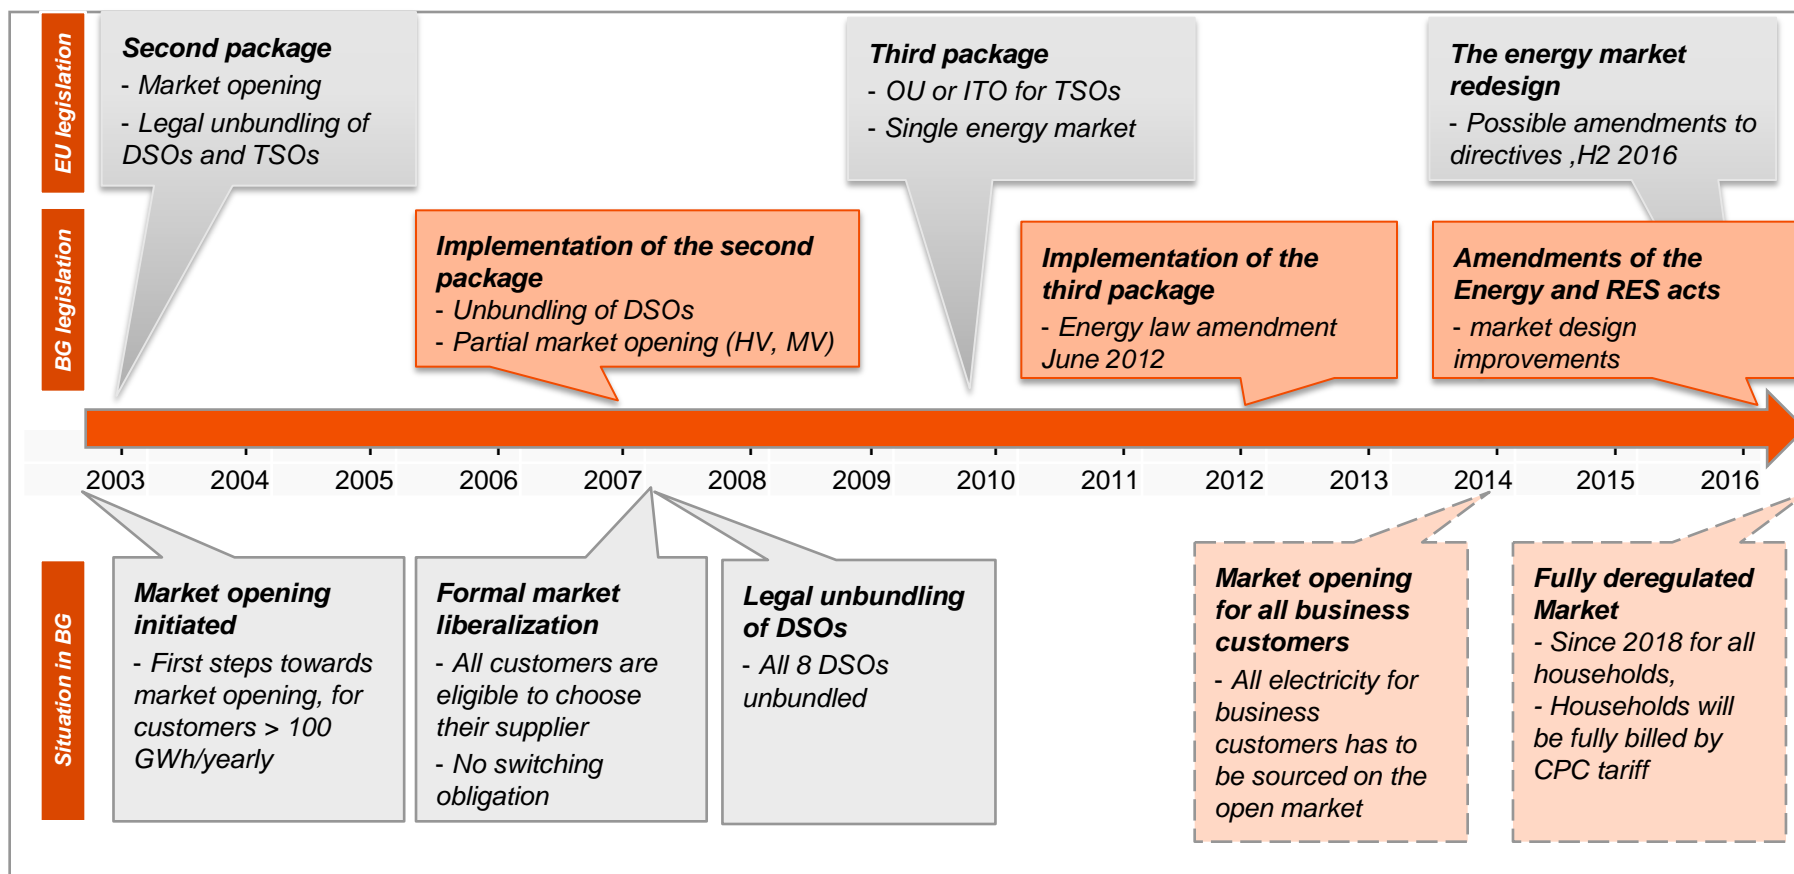 EU legislation
Second package
- Market opening
- Legal unbundling of
DSOs and TSOs
Third package
- OU or ITO for TSOs
- Single energy market
The energy market
redesign
- Possible amendments to
directives ,H2 2016
BG legislation
Implementation of the second
package
- Unbundling of DSOs
- Partial market opening (HV, MV)
Implementation of the
third package
- Energy law amendment
June 2012
Amendments of the
Energy and RES acts
- market design
improvements
2003 2004 2005 2006 2007 2008 2009 2010 2011 2012 2013 2014 2015 2016
Situation in BG
Market opening
initiated
- First steps towards
market opening, for
customers > 100
GWh/yearly
Formal market
liberalization
- All customers are
eligible to choose
their supplier
- No switching
obligation
Legal unbundling
of DSOs
- All 8 DSOs
unbundled
Market opening
for all business
customers
- All electricity for
business
customers has to
be sourced on the
open market
Fully deregulated
Market
- Since 2018 for all
households,
- Households will
be fully billed by
CPC tariff